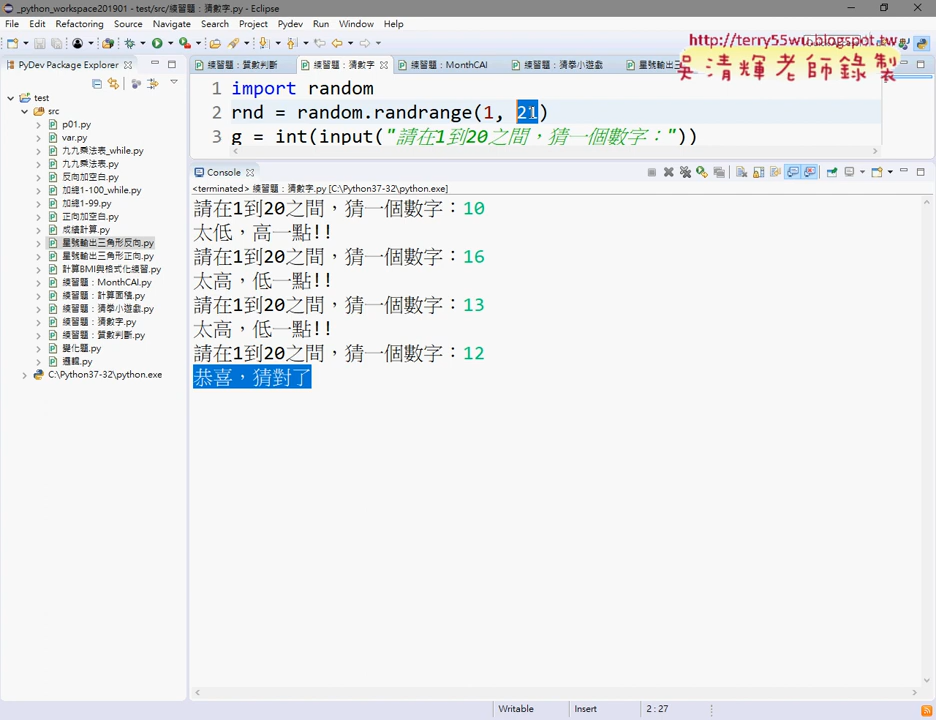 _python_workspace201901 - test/src/練習題：猜數字.py - Eclipse
File Edit Refactoring Source Navigate Search Project Pydev Run Window Help
http://terry55wu.blogspot.tw
吳清輝老師錄製
PyDev Package Explorer
練習題：質數判斷 練習題：猜數字 練習題：MonthCAI 練習題：猜拳小遊戲 星號輸出三
test
src
p01.py
var.py
九九乘法表_while.py
九九乘法表.py
反向加空白.py
加總1-100_while.py
加總1-99.py
正向加空白.py
成績計算.py
星號輸出三角形反向.py
星號輸出三角形正向.py
計算BMI與格式化練習.py
練習題：MonthCAI.py
練習題：計算面積.py
練習題：猜拳小遊戲.py
練習題：猜數字.py
練習題：質數判斷.py
變化題.py
邏輯.py
C:\Python37-32\python.exe
1 import random
2 rnd = random.randrange(1, 21)
3 g = int(input("請在1到20之間，猜一個數字："))
Console
<terminated> 練習題：猜數字.py [C:\Python37-32\python.exe]
請在1到20之間，猜一個數字：10
太低，高一點!!
請在1到20之間，猜一個數字：16
太高，低一點!!
請在1到20之間，猜一個數字：13
太高，低一點!!
請在1到20之間，猜一個數字：12
恭喜，猜對了
Writable Insert 2 : 27